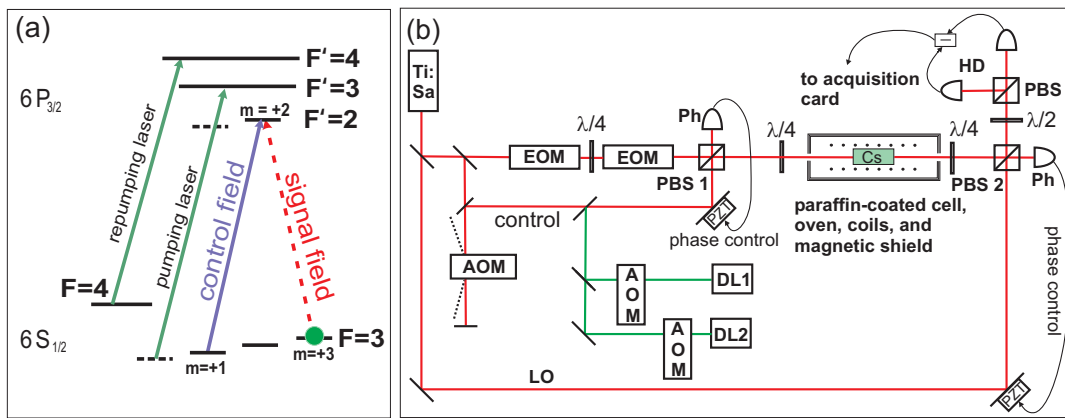 (a)
F'=4
F'=3
6P3/2
m = +2
F'=2
repumping laser
pumping laser
control field
signal field
F=4
6S1/2
m=+1
m=+3
F=3
(b)
Ti:
Sa
to acquisition
card
HD
PBS
λ/2
Ph
λ/4
EOM
EOM
PBS 1
λ/4
Cs
λ/4
PBS 2
Ph
control
PZT
phase control
paraffin-coated cell,
oven, coils, and
magnetic shield
AOM
AOM
DL1
AOM
DL2
phase control
LO
PZT